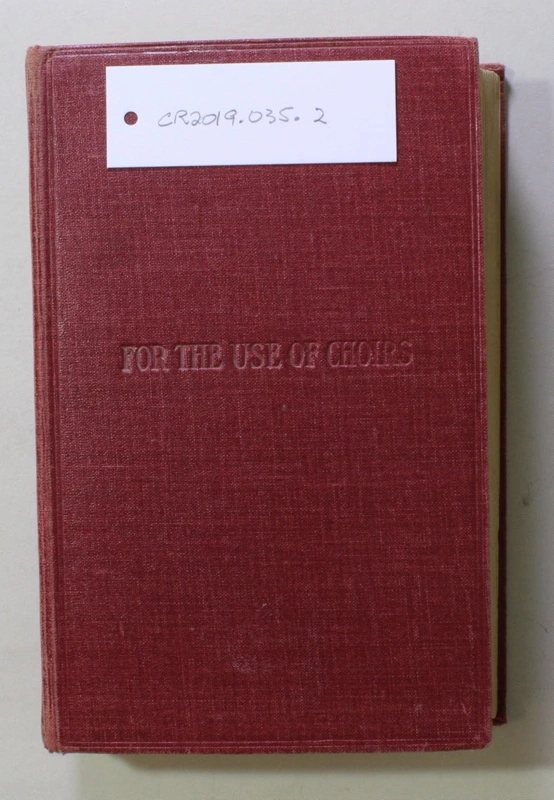 CR2019.035.2
FOR THE USE OF CHOIRS